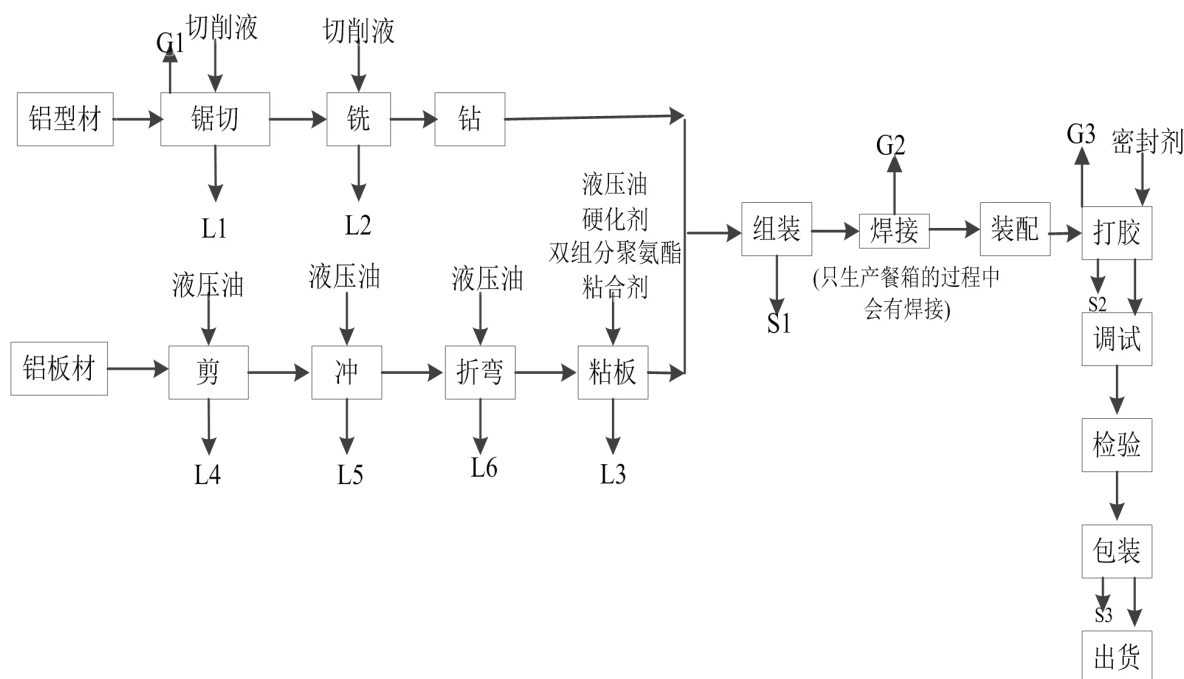 切削液
切削液
G1
铝型材
锯切
铣
钻
L1
L2
液压油
硬化剂
双组分聚氨酯
粘合剂
G2
G3
密封剂
组装
焊接
装配
打胶
(只生产餐箱的过程中
会有焊接)
S1
S2
液压油
液压油
液压油
铝板材
剪
冲
折弯
粘板
L4
L5
L6
L3
调试
检验
包装
S3
出货